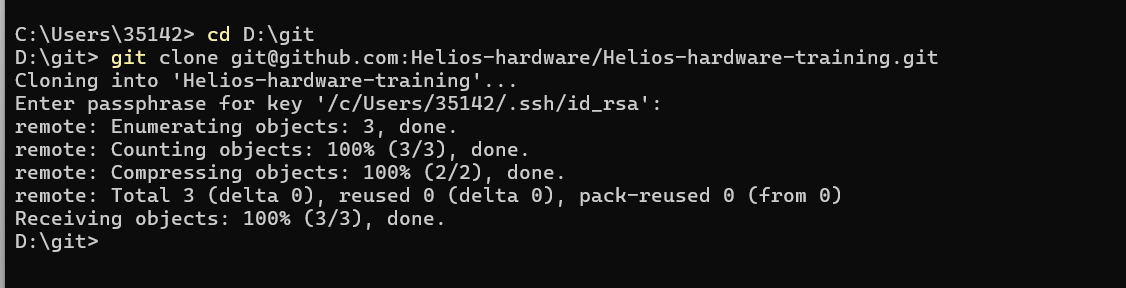 C:\Users\35142> cd D:\git
D:\git> git clone git@github.com:Helios-hardware/Helios-hardware-training.git
Cloning into 'Helios-hardware-training'...
Enter passphrase for key '/c/Users/35142/.ssh/id_rsa':
remote: Enumerating objects: 3, done.
remote: Counting objects: 100% (3/3), done.
remote: Compressing objects: 100% (2/2), done.
remote: Total 3 (delta 0), reused 0 (delta 0), pack-reused 0 (from 0)
Receiving objects: 100% (3/3), done.
D:\git>